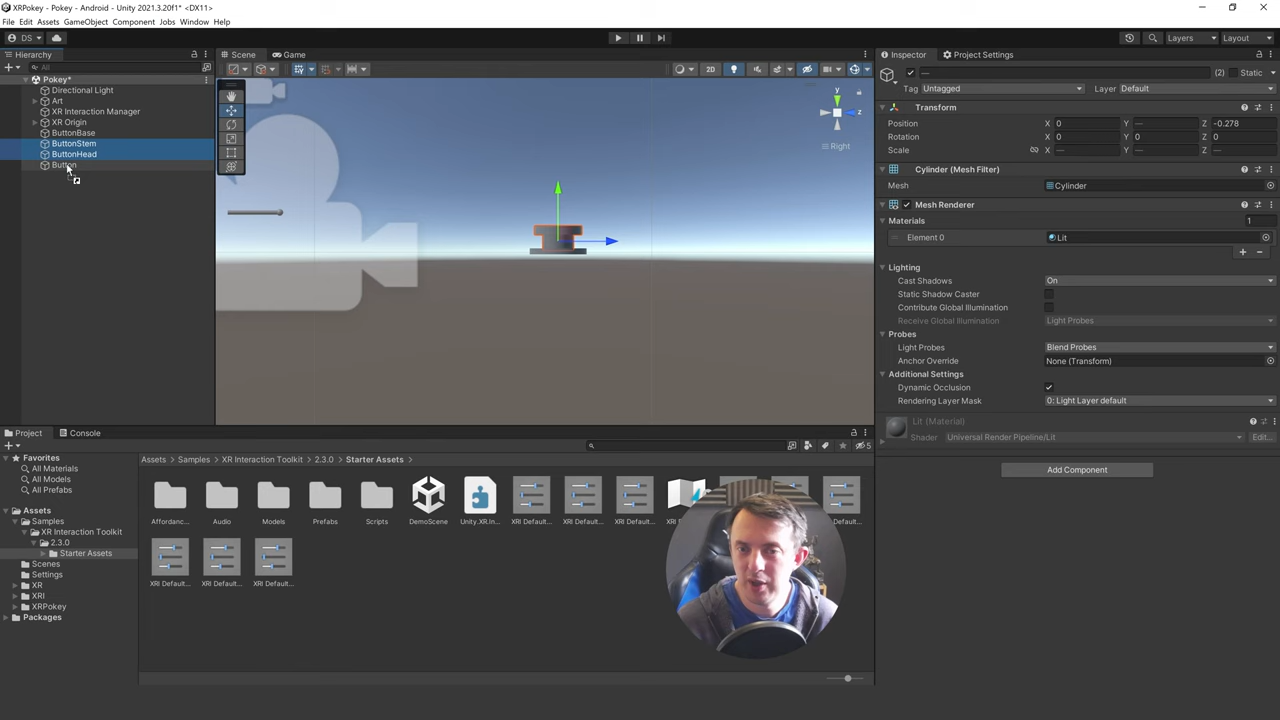 XRPokey - Pokey - Android - Unity 2021.3.20f1* <DX11>
File Edit Assets GameObject Component Jobs Window Help
DS
Layers
Layout
Hierarchy
Scene
Game
Inspector
Project Settings
All
2D
(2)
Static
Tag
Untagged
Layer
Default
Pokey*
Directional Light
Art
XR Interaction Manager
XR Origin
ButtonBase
ButtonStem
ButtonHead
Button
y
z
Right
Transform
Position X 0 Y — Z -0.278
Rotation X 0 Y 0 Z 0
Scale X — Y — Z —
Cylinder (Mesh Filter)
Mesh
Cylinder
Mesh Renderer
Materials
1
Element 0
Lit
Lighting
Cast Shadows
On
Static Shadow Caster
Contribute Global Illumination
Receive Global Illumination
Light Probes
Probes
Light Probes
Blend Probes
Anchor Override
None (Transform)
Additional Settings
Dynamic Occlusion
Rendering Layer Mask
0: Light Layer default
Lit (Material)
Shader
Universal Render Pipeline/Lit
Edit...
Add Component
Project
Console
5
Favorites
All Materials
All Models
All Prefabs
Assets
Samples
XR Interaction Toolkit
2.3.0
Starter Assets
Scenes
Settings
XR
XRI
XRPokey
Packages
Assets > Samples > XR Interaction Toolkit > 2.3.0 > Starter Assets >
Affordanc...
Audio
Models
Prefabs
Scripts
DemoScene
Unity.XR.In...
XRI Default...
XRI Default...
XRI Default...
XRI Default...
XRI Default...
XRI Default...